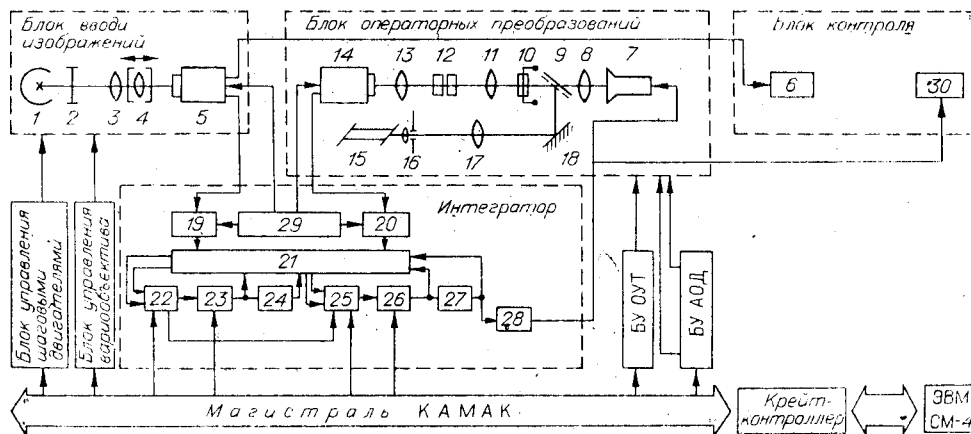 Блок ввода
изображений
Блок операторных преобразований
Блок контроля
1 2 3 4 5
14 13 12 11 10 9 8 7
6 30
15 16 17 18
Интегратор
19 29 20
21
22 23 24 25 26 27
28
Блок управления
шаговыми
двигателями
Блок управления
вариообъектива
БУ ОУТ
БУ АОД
Магистраль КАМАК
Крейт-
контроллер
ЭВМ
СМ-4